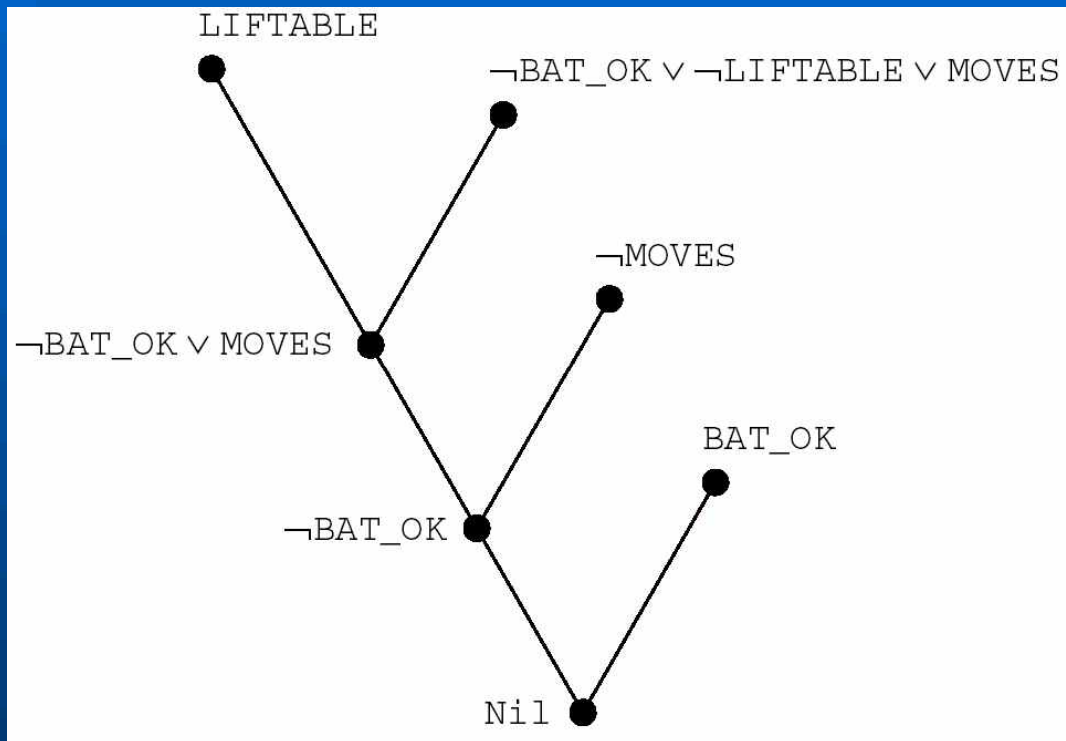 LIFTABLE
¬BAT_OK ∨ ¬LIFTABLE ∨ MOVES
¬MOVES
¬BAT_OK ∨ MOVES
BAT_OK
¬BAT_OK
Nil